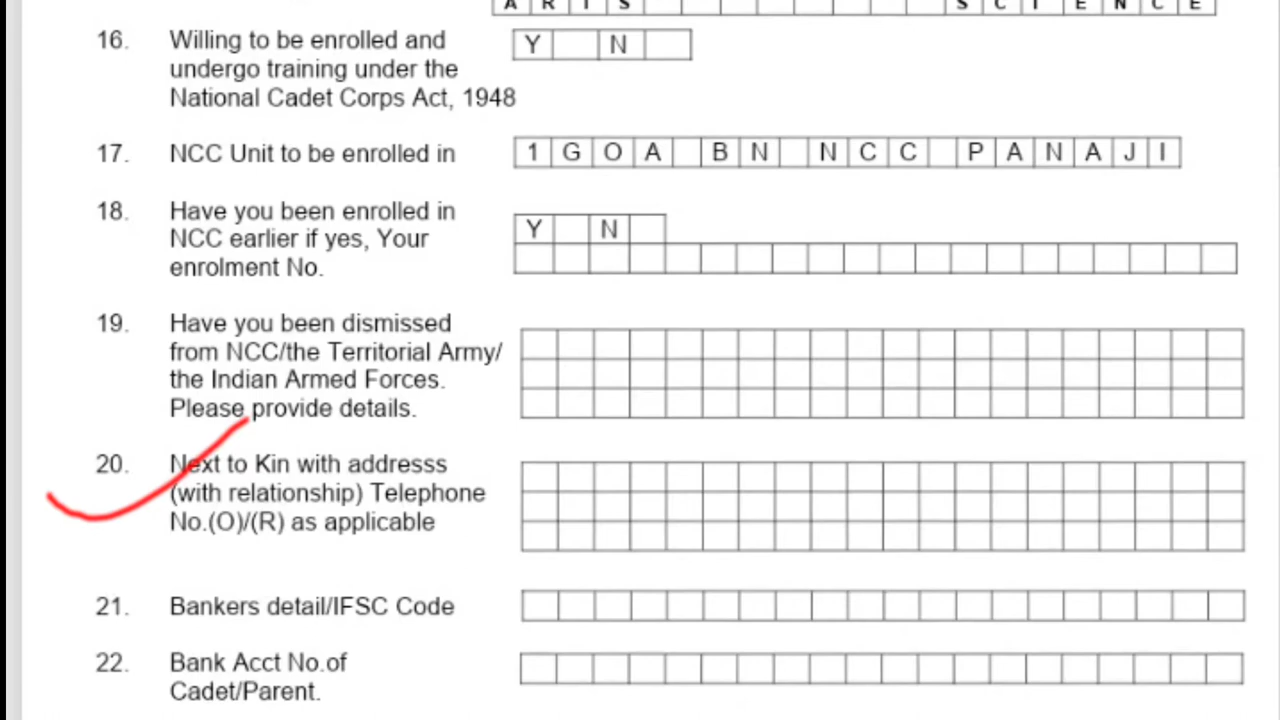 A R T S S C I E N C E
16. Willing to be enrolled and Y N
undergo training under the
National Cadet Corps Act, 1948
17. NCC Unit to be enrolled in 1 G O A B N N C C P A N A J I
18. Have you been enrolled in
NCC earlier if yes, Your Y N
enrolment No.
19. Have you been dismissed
from NCC/the Territorial Army/
the Indian Armed Forces.
Please provide details.
20. Next to Kin with addresss
(with relationship) Telephone
No.(O)/(R) as applicable
21. Bankers detail/IFSC Code
22. Bank Acct No.of
Cadet/Parent.